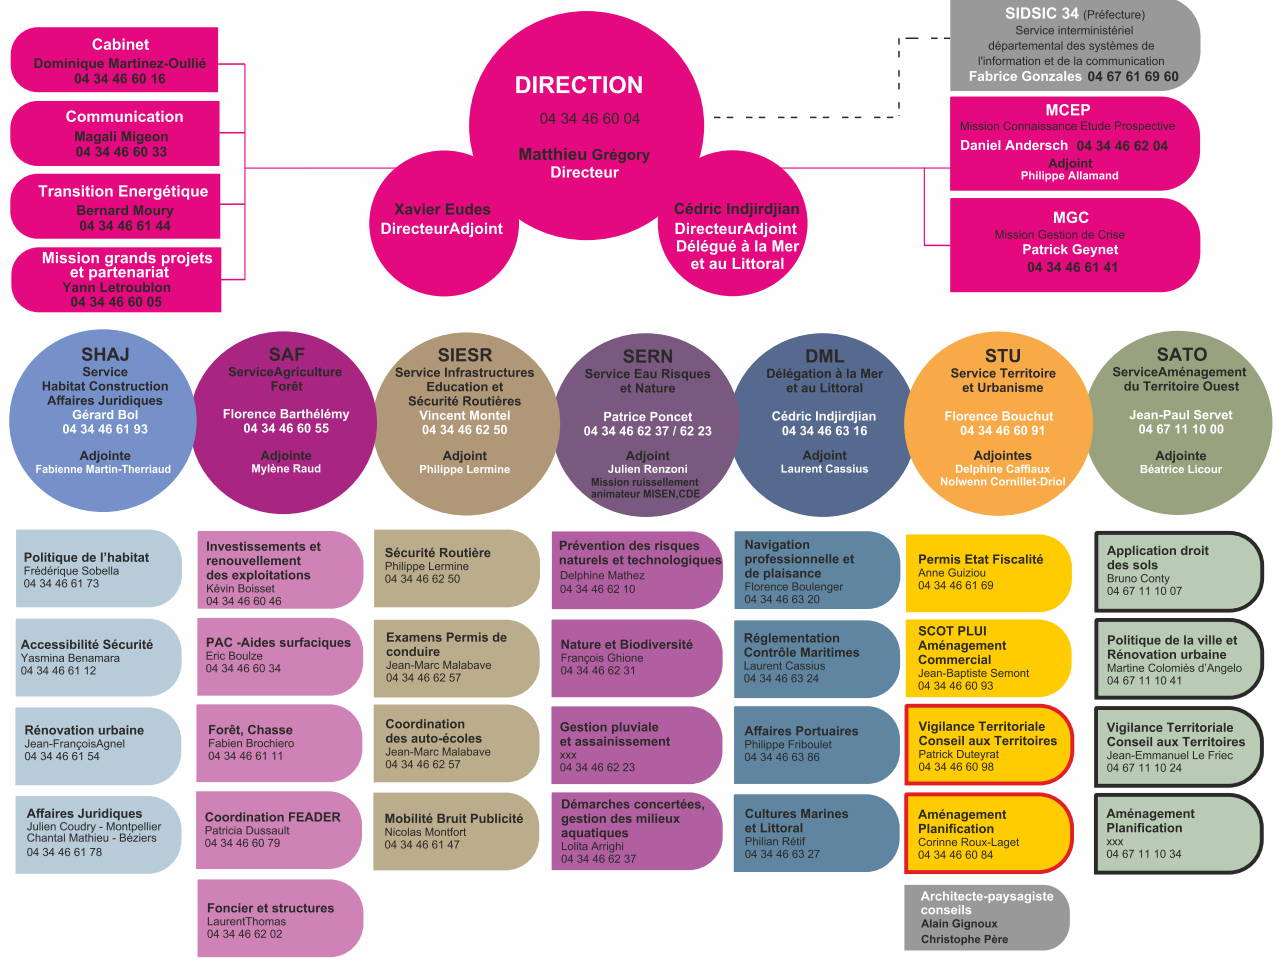 Cabinet
Dominique Martinez-Oullié
04 34 46 60 16
Communication
Magali Migeon
04 34 46 60 33
Transition Energétique
Bernard Moury
04 34 46 61 44
Mission grands projets
et partenariat
Yann Letroublon
04 34 46 60 05
DIRECTION
04 34 46 60 04
Matthieu Grégory
Directeur
Xavier Eudes
DirecteurAdjoint
Cédric Indjirdjian
DirecteurAdjoint
Délégué à la Mer
et au Littoral
SIDSIC 34 (Préfecture)
Service interministériel
départemental des systèmes de
l'information et de la communication
Fabrice Gonzales 04 67 61 69 60
MCEP
Mission Connaissance Etude Prospective
Daniel Andersch 04 34 46 62 04
Adjoint
Philippe Allamand
MGC
Mission Gestion de Crise
Patrick Geynet
04 34 46 61 41
SHAJ
Service
Habitat Construction
Affaires Juridiques
Gérard Bol
04 34 46 61 93
Adjointe
Fabienne Martin-Therriaud
SAF
ServiceAgriculture
Forêt
Florence Barthélémy
04 34 46 60 55
Adjointe
Mylène Raud
SIESR
Service Infrastructures
Education et
Sécurité Routières
Vincent Montel
04 34 46 62 50
Adjoint
Philippe Lermine
SERN
Service Eau Risques
et Nature
Patrice Poncet
04 34 46 62 37 / 62 23
Adjoint
Julien Renzoni
Mission ruissellement
animateur MISEN,CDE
DML
Délégation à la Mer
et au Littoral
Cédric Indjirdjian
04 34 46 63 16
Adjoint
Laurent Cassius
STU
Service Territoire
et Urbanisme
Florence Bouchut
04 34 46 60 91
Adjointes
Delphine Caffiaux
Nolwenn Cornillet-Driol
SATO
ServiceAménagement
du Territoire Ouest
Jean-Paul Servet
04 67 11 10 00
Adjointe
Béatrice Licour
Politique de l'habitat
Frédérique Sobella
04 34 46 61 73
Accessibilité Sécurité
Yasmina Benamara
04 34 46 61 12
Rénovation urbaine
Jean-FrançoisAgnel
04 34 46 61 54
Affaires Juridiques
Julien Coudry - Montpellier
Chantal Mathieu - Béziers
04 34 46 61 78
Investissements et
renouvellement
des exploitations
Kévin Boisset
04 34 46 60 46
PAC -Aides surfaciques
Eric Boulze
04 34 46 60 34
Forêt, Chasse
Fabien Brochiero
04 34 46 61 11
Coordination FEADER
Patricia Dussault
04 34 46 60 79
Foncier et structures
LaurentThomas
04 34 46 62 02
Sécurité Routière
Philippe Lermine
04 34 46 62 50
Examens Permis de
conduire
Jean-Marc Malabave
04 34 46 62 57
Coordination
des auto-écoles
Jean-Marc Malabave
04 34 46 62 57
Mobilité Bruit Publicité
Nicolas Montfort
04 34 46 61 47
Prévention des risques
naturels et technologiques
Delphine Mathez
04 34 46 62 10
Nature et Biodiversité
François Ghione
04 34 46 62 31
Gestion pluviale
et assainissement
xxx
04 34 46 62 23
Démarches concertées,
gestion des milieux
aquatiques
Lolita Arrighi
04 34 46 62 37
Navigation
professionnelle et
de plaisance
Florence Boulenger
04 34 46 63 20
Réglementation
Contrôle Maritimes
Laurent Cassius
04 34 46 63 24
Affaires Portuaires
Philippe Friboulet
04 34 46 63 86
Cultures Marines
et Littoral
Philian Rétif
04 34 46 63 27
Permis Etat Fiscalité
Anne Guiziou
04 34 46 61 69
SCOT PLUI
Aménagement
Commercial
Jean-Baptiste Semont
04 34 46 60 93
Vigilance Territoriale
Conseil aux Territoires
Patrick Duteyrat
04 34 46 60 98
Aménagement
Planification
Corinne Roux-Laget
04 34 46 60 84
Architecte-paysagiste
conseils
Alain Gignoux
Christophe Père
Application droit
des sols
Bruno Conty
04 67 11 10 07
Politique de la ville et
Rénovation urbaine
Martine Colomiès d'Angelo
04 67 11 10 41
Vigilance Territoriale
Conseil aux Territoires
Jean-Emmanuel Le Friec
04 67 11 10 24
Aménagement
Planification
xxx
04 67 11 10 34